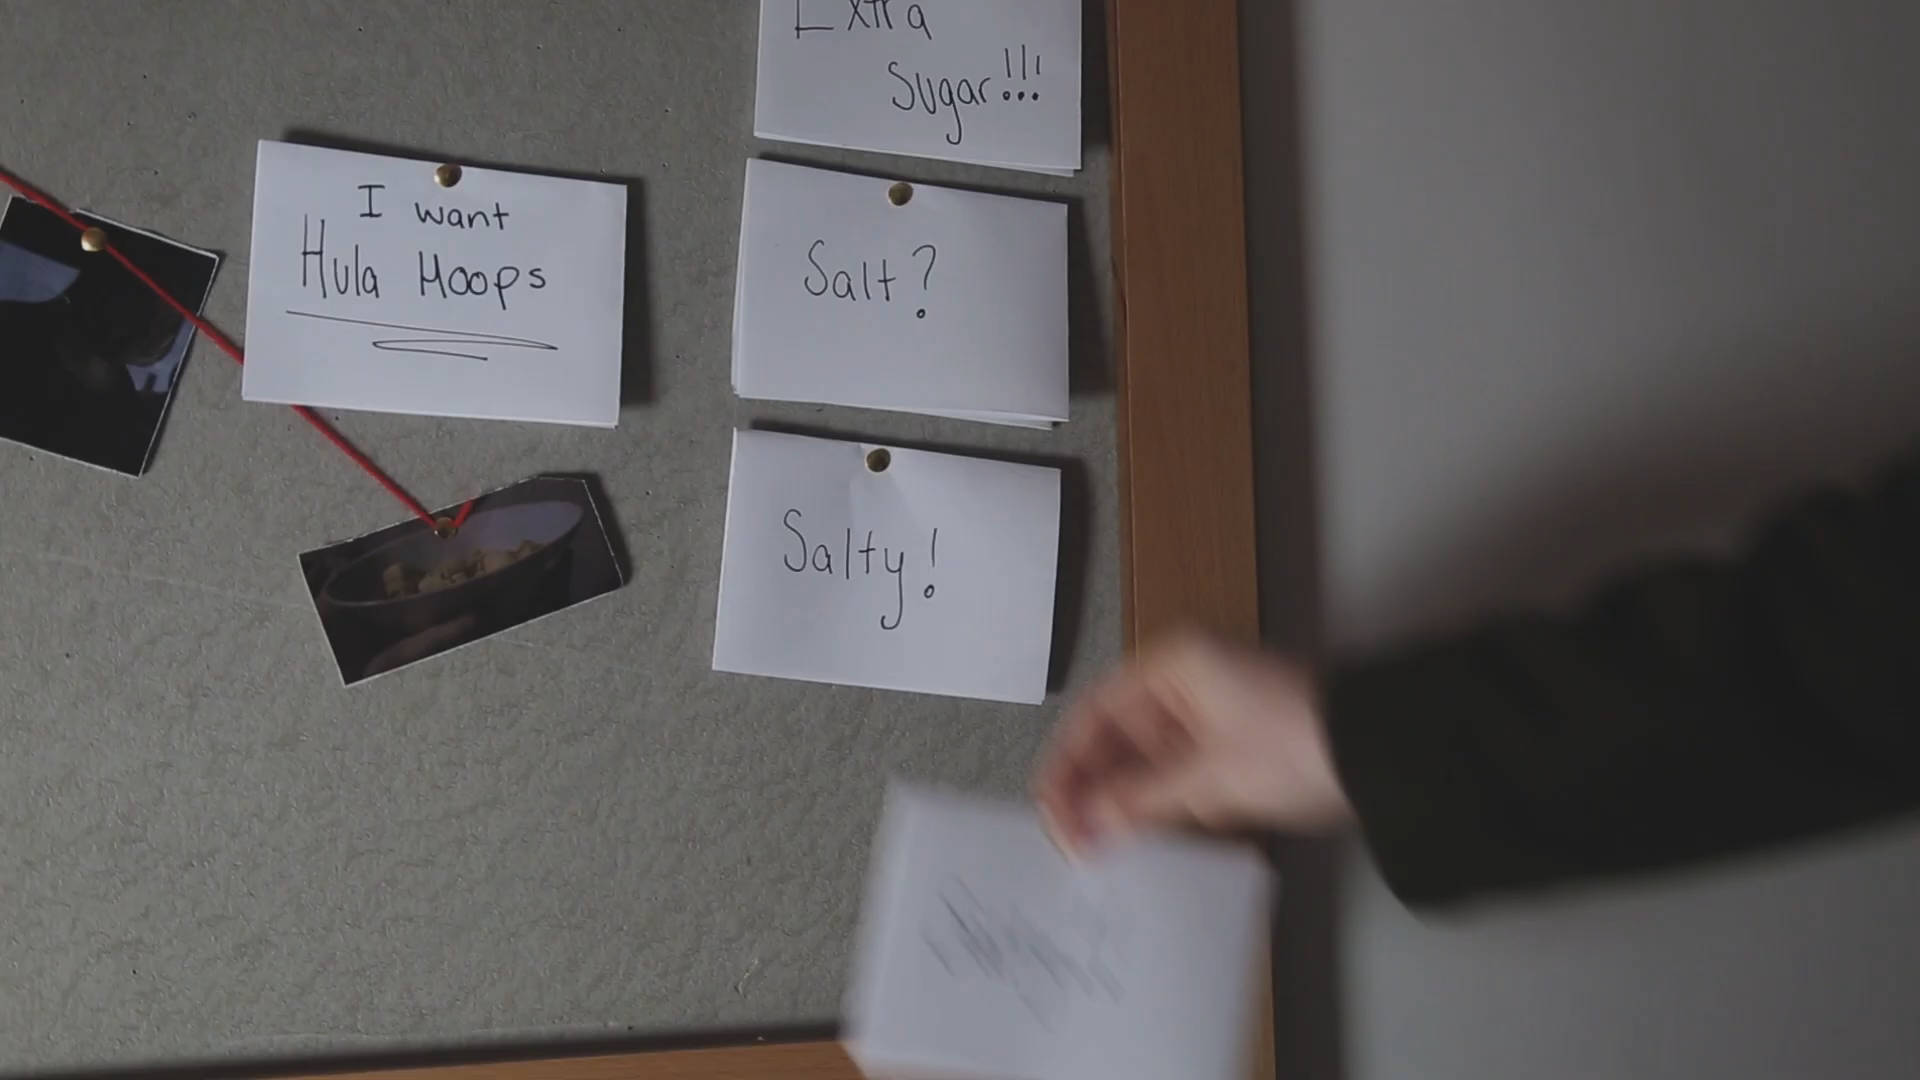 I want
Hula Hoops
Extra
Sugar!!!
Salt?
Salty!